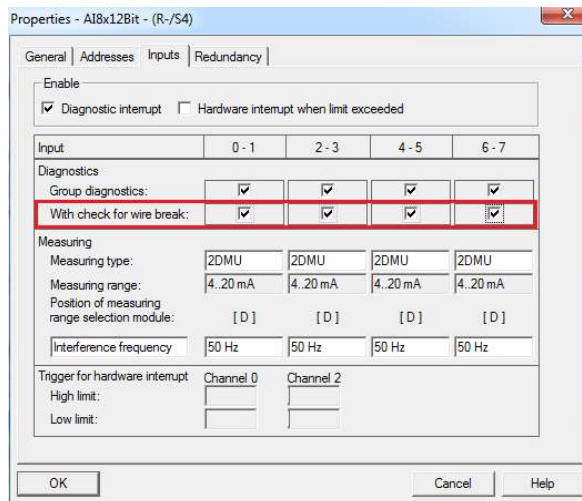 Properties - AI8x12Bit - (R-/S4)
General Addresses Inputs Redundancy
Enable
Diagnostic interrupt Hardware interrupt when limit exceeded
Input 0 - 1 2 - 3 4 - 5 6 - 7
Diagnostics
Group diagnostics:
With check for wire break:
Measuring
Measuring type: 2DMU 2DMU 2DMU 2DMU
Measuring range: 4..20 mA 4..20 mA 4..20 mA 4..20 mA
Position of measuring
range selection module: [ D ] [ D ] [ D ] [ D ]
Interference frequency 50 Hz 50 Hz 50 Hz 50 Hz
Trigger for hardware interrupt Channel 0 Channel 2
High limit:
Low limit:
OK Cancel Help